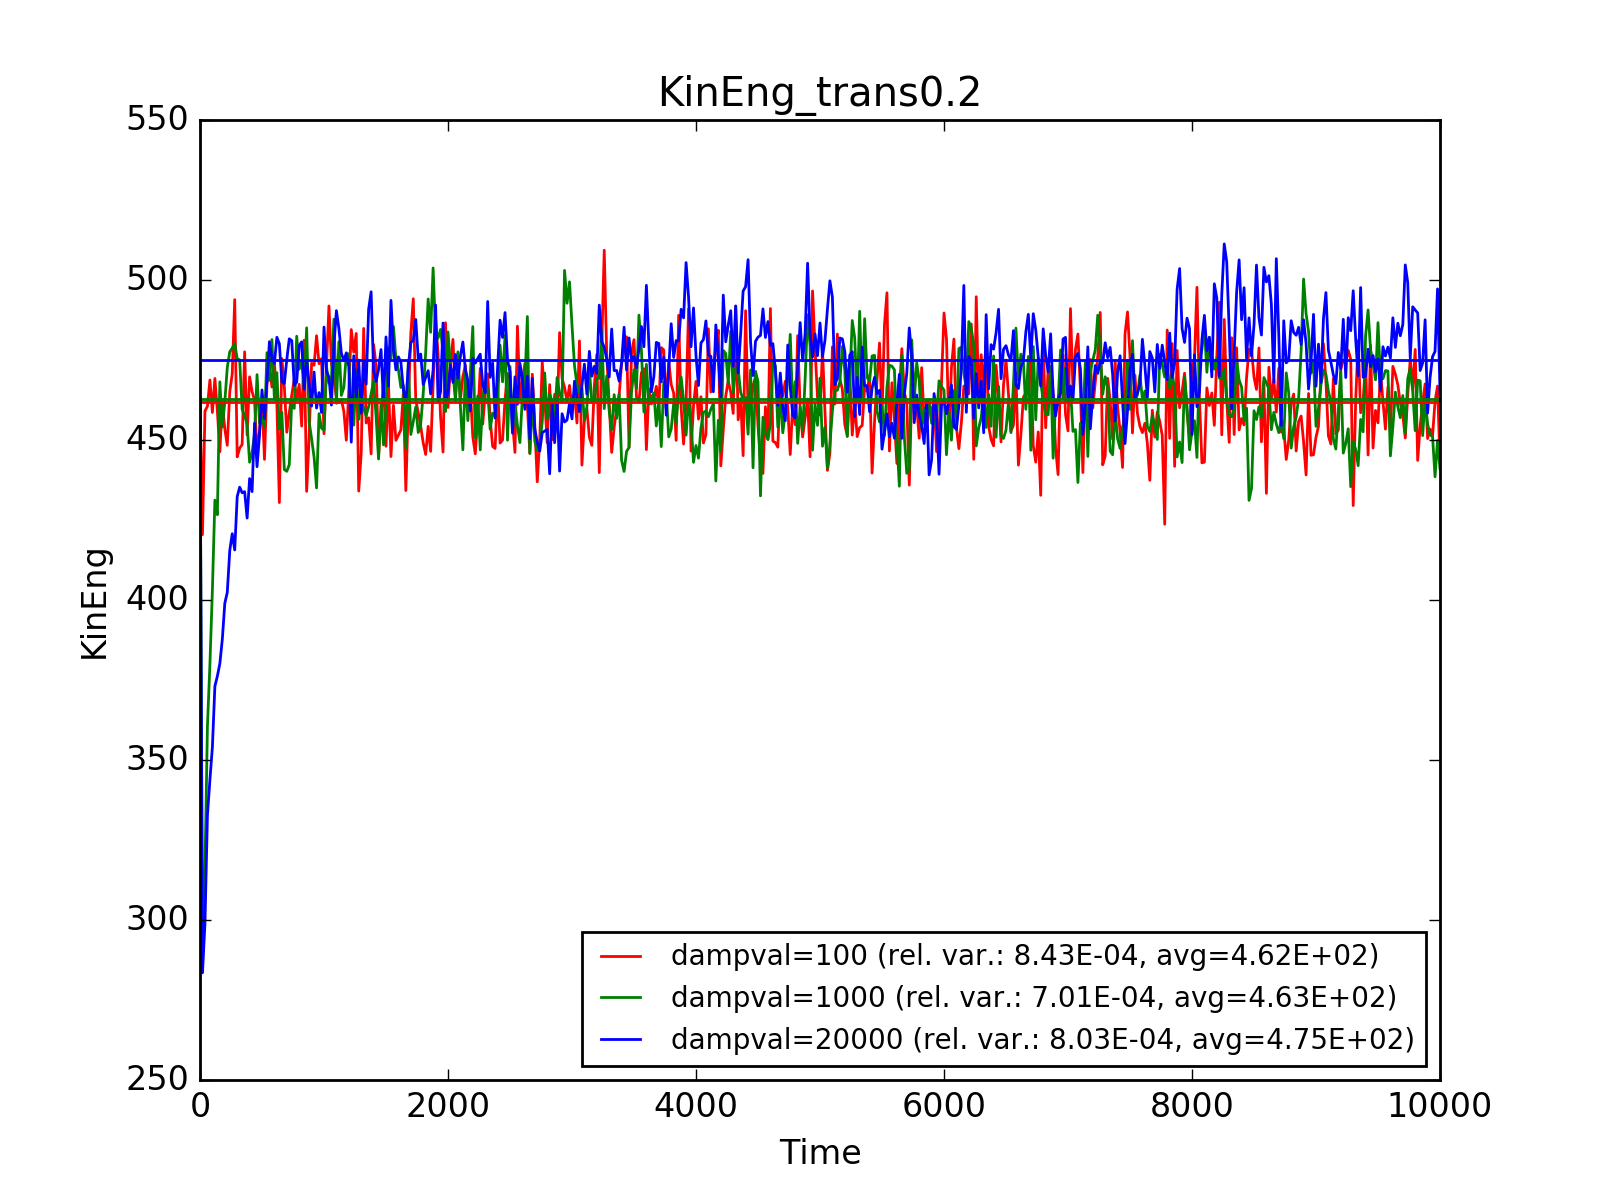 KinEng_trans0.2
550
500
450
400
350
300
250
KinEng
0 2000 4000 6000 8000 10000
Time
dampval=100 (rel. var.: 8.43E-04, avg=4.62E+02)
dampval=1000 (rel. var.: 7.01E-04, avg=4.63E+02)
dampval=20000 (rel. var.: 8.03E-04, avg=4.75E+02)